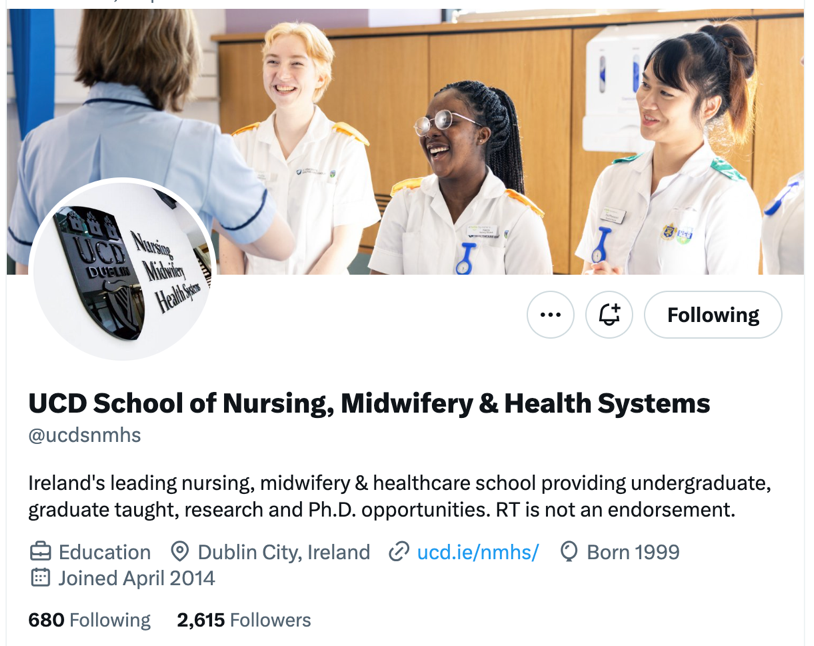 UCD
DUBLIN
Nursing
Midwifery
Health Systems
Following
UCD School of Nursing, Midwifery & Health Systems
@ucdsnmhs
Ireland's leading nursing, midwifery & healthcare school providing undergraduate,
graduate taught, research and Ph.D. opportunities. RT is not an endorsement.
Education Dublin City, Ireland ucd.ie/nmhs/ Born 1999
Joined April 2014
680 Following 2,615 Followers